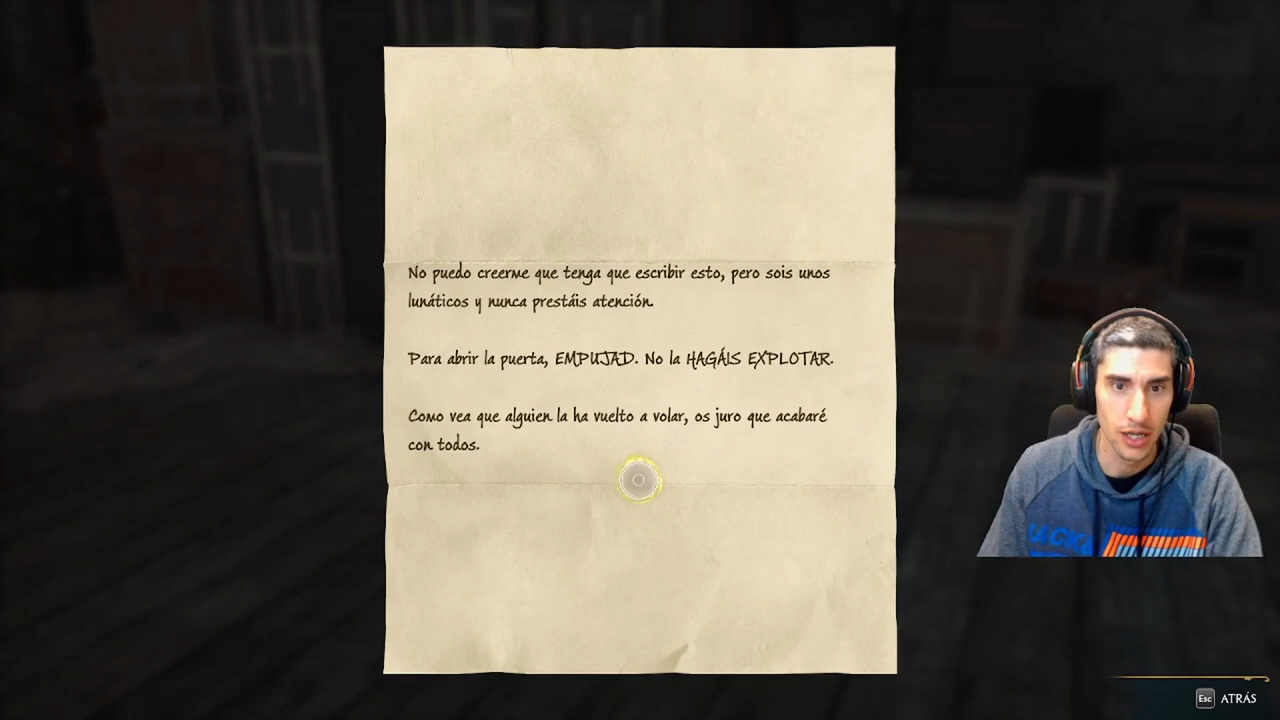 No puedo creerme que tenga que escribir esto, pero sois unos
lunáticos y nunca prestáis atención.
Para abrir la puerta, EMPUJAD. No la HAGÁIS EXPLOTAR.
Como vea que alguien la ha vuelto a volar, os juro que acabaré
con todos.
Esc ATRÁS